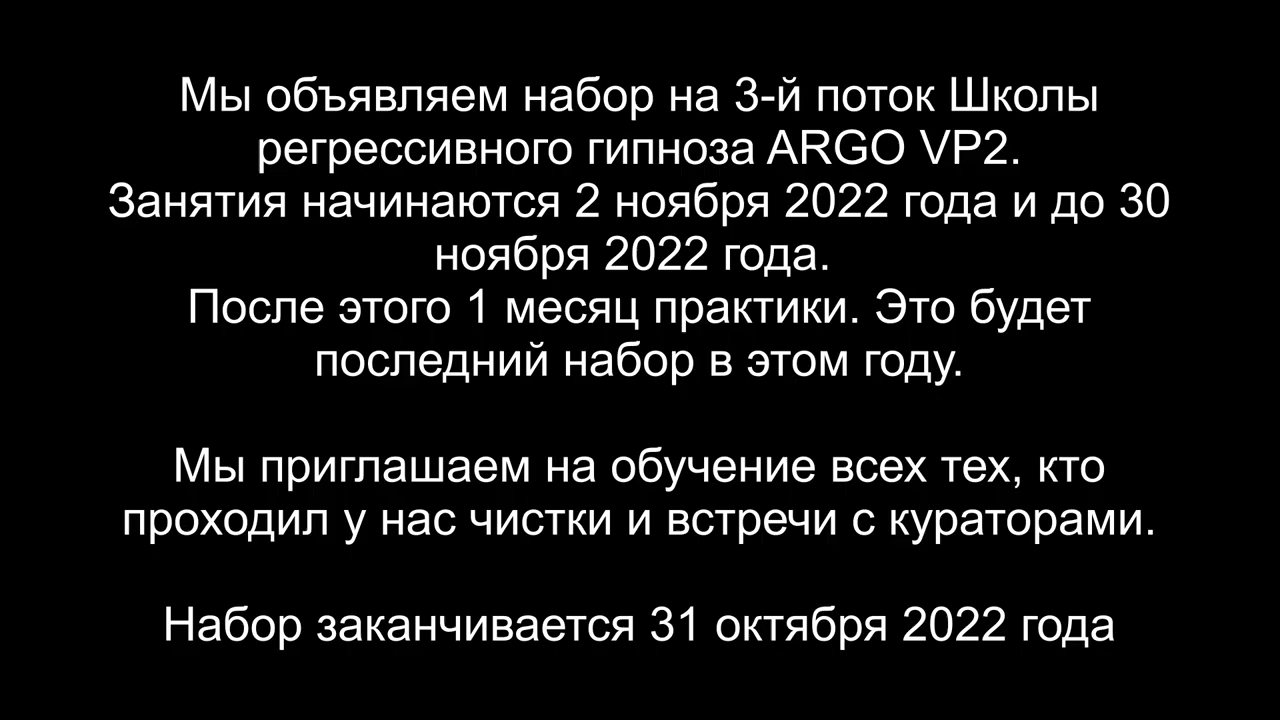 Мы объявляем набор на 3-й поток Школы
регрессивного гипноза ARGO VP2.
Занятия начинаются 2 ноября 2022 года и до 30
ноября 2022 года.
После этого 1 месяц практики. Это будет
последний набор в этом году.
Мы приглашаем на обучение всех тех, кто
проходил у нас чистки и встречи с кураторами.
Набор заканчивается 31 октября 2022 года